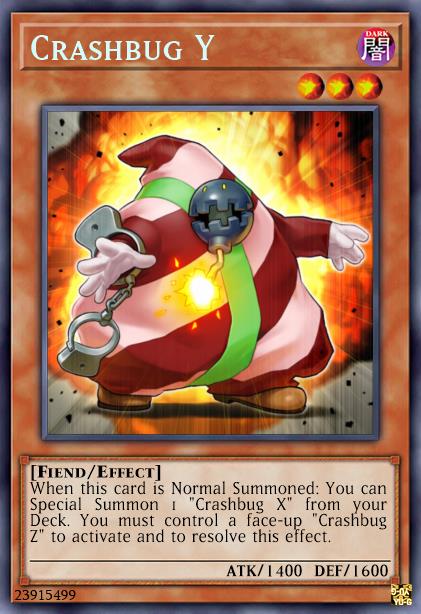 Crashbug Y
DARK
闇
[Fiend/Effect]
When this card is Normal Summoned: You can
Special Summon 1 "Crashbug X" from your
Deck. You must control a face-up "Crashbug
Z" to activate and to resolve this effect.
ATK/1400 DEF/1600
23915499